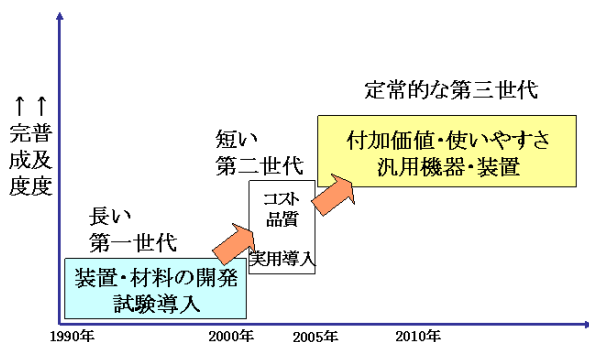 定常的な第三世代
↑↑
完普
成及
度度
付加価値・使いやすさ
汎用機器・装置
短い
第二世代
コスト
品質
実用導入
長い
第一世代
装置・材料の開発
試験導入
1990年
2000年
2005年
2010年